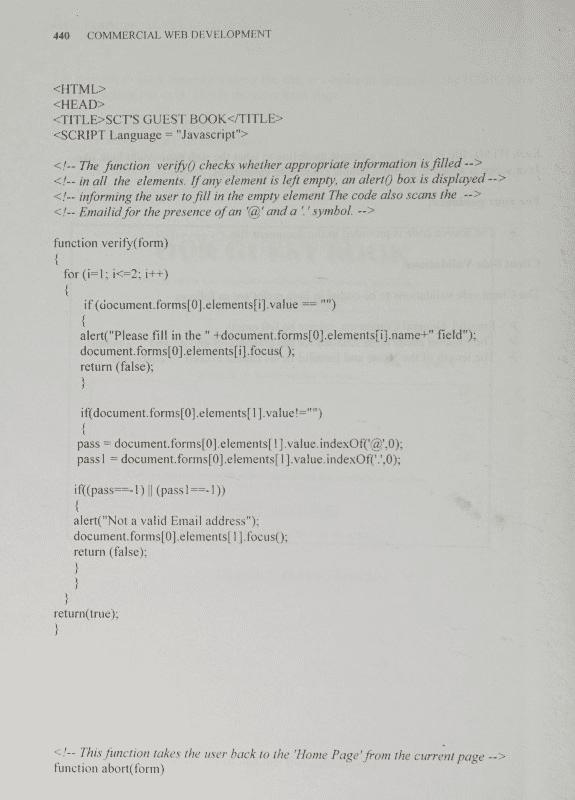 440 COMMERCIAL WEB DEVELOPMENT
<HTML>
<HEAD>
<TITLE>SCT'S GUEST BOOK</TITLE>
<SCRIPT Language = "Javascript">
<!-- The function verify() checks whether appropriate information is filled -->
<!-- in all the elements. If any element is left empty, an alert() box is displayed -->
<!-- informing the user to fill in the empty element The code also scans the -->
<!-- Emailid for the presence of an '@' and a '.' symbol. -->
function verify(form)
{
for (i=1; i<=2; i++)
{
if (document.forms[0].elements[i].value == "")
{
alert("Please fill in the " +document.forms[0].elements[i].name+" field");
document.forms[0].elements[i].focus( );
return (false);
}
if(document.forms[0].elements[1].value!="")
{
pass = document.forms[0].elements[1].value.indexOf('@',0);
pass1 = document.forms[0].elements[1].value.indexOf('.',0);
if((pass==-1) || (pass1==-1))
{
alert("Not a valid Email address");
document.forms[0].elements[1].focus();
return (false);
}
}
}
return(true);
}
<!-- This function takes the user back to the 'Home Page' from the current page -->
function abort(form)